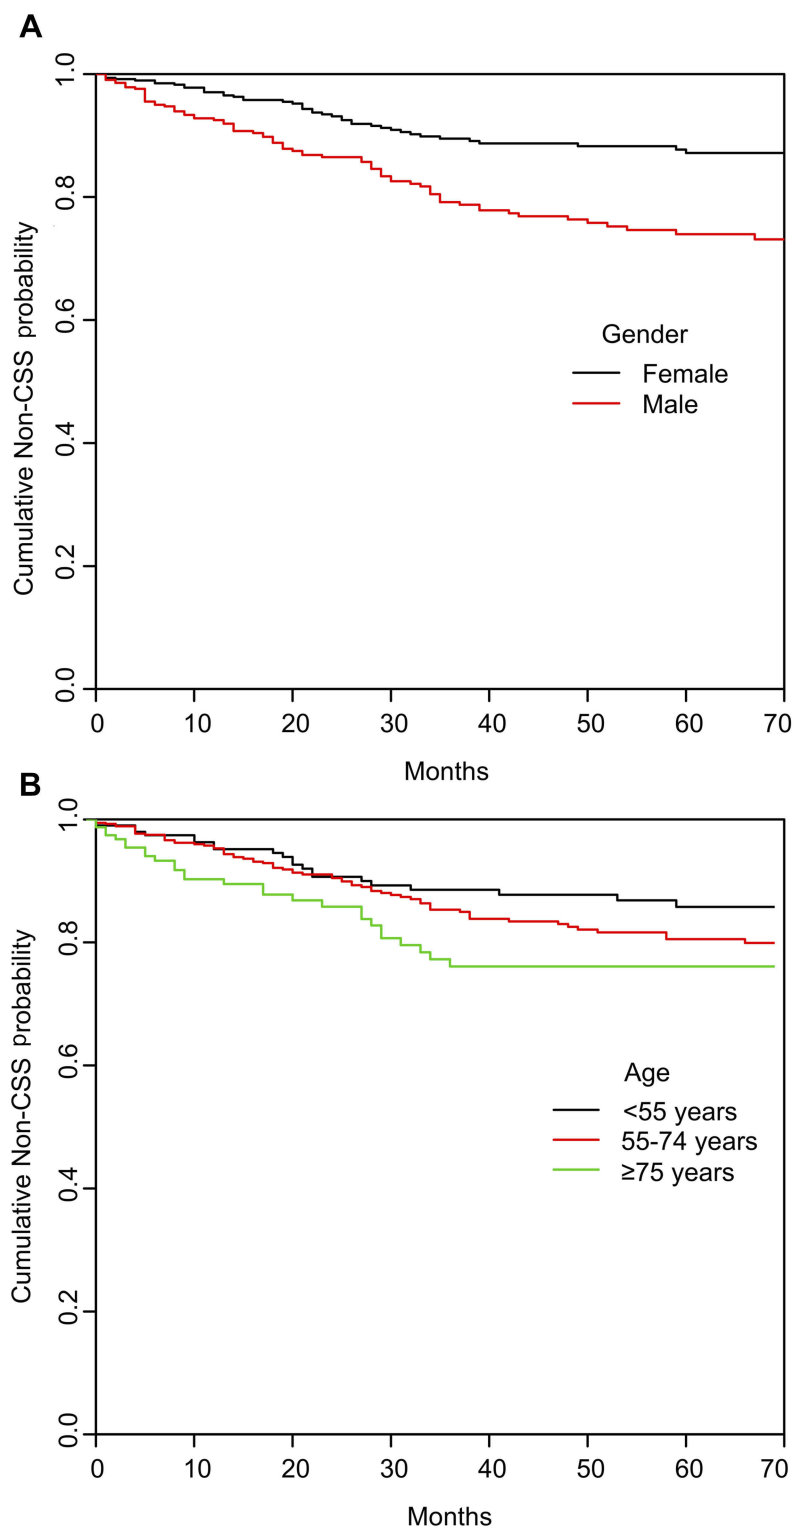 A
Cumulative Non-CSS probability
1.0
0.8
0.6
0.4
0.2
0.0
Gender
Female
Male
0 10 20 30 40 50 60 70
Months
B
Cumulative Non-CSS probability
1.0
0.8
0.6
0.4
0.2
0.0
Age
<55 years
55-74 years
≥75 years
0 10 20 30 40 50 60 70
Months